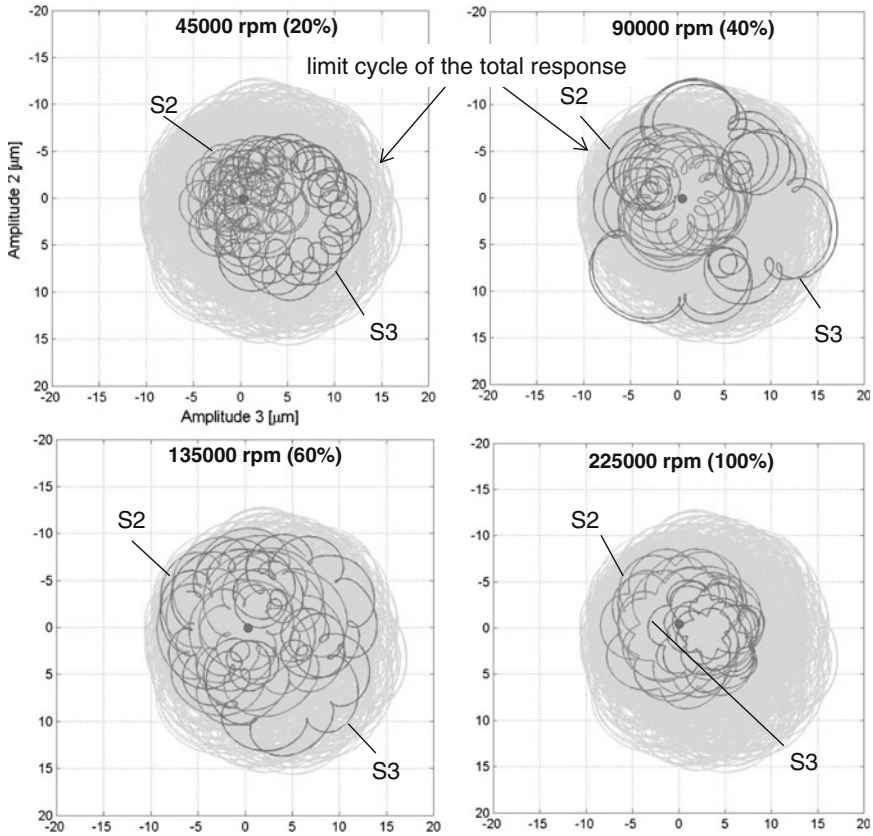 45000 rpm (20%)
90000 rpm (40%)
limit cycle of the total response
S2
S2
S3
S3
Amplitude 2 [μm]
-20
-15
-10
-5
0
5
10
15
20
-20 -15 -10 -5 0 5 10 15 20
Amplitude 3 [μm]
-20
-15
-10
-5
0
5
10
15
20
-20 -15 -10 -5 0 5 10 15 20
135000 rpm (60%)
225000 rpm (100%)
S2
S2
S3
S3
-20
-15
-10
-5
0
5
10
15
20
-20 -15 -10 -5 0 5 10 15 20
-20
-15
-10
-5
0
5
10
15
20
-20 -15 -10 -5 0 5 10 15 20